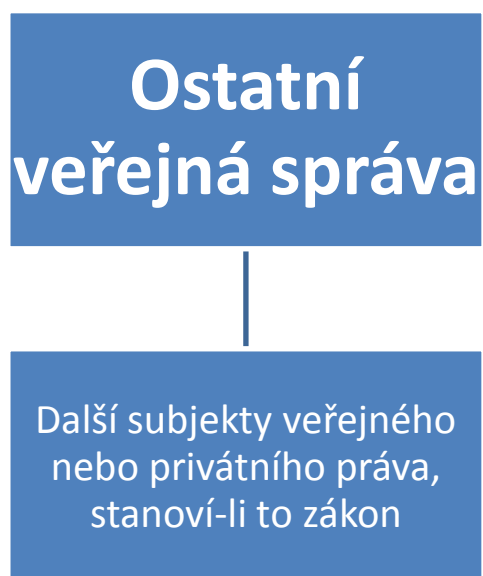 Ostatní
veřejná správa
Další subjekty veřejného
nebo privátního práva,
stanoví-li to zákon